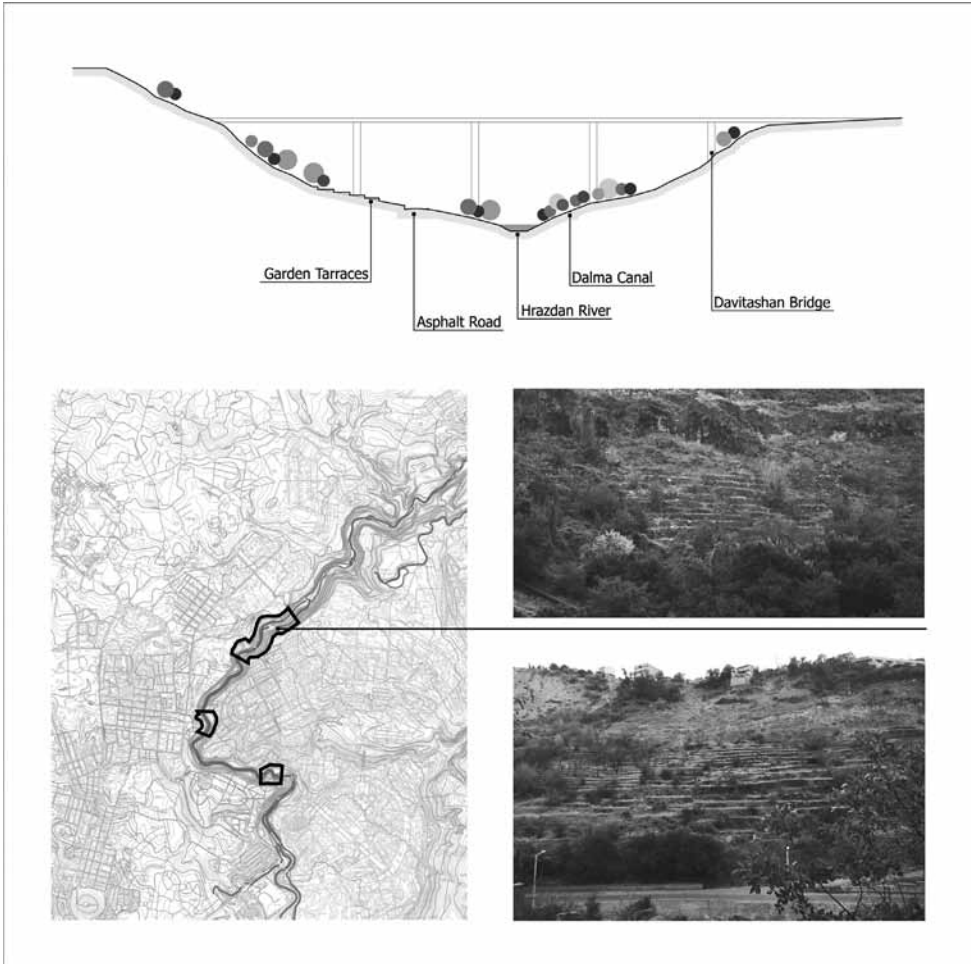 Garden Tarraces
Asphalt Road
Hrazdan River
Dalma Canal
Davitashan Bridge